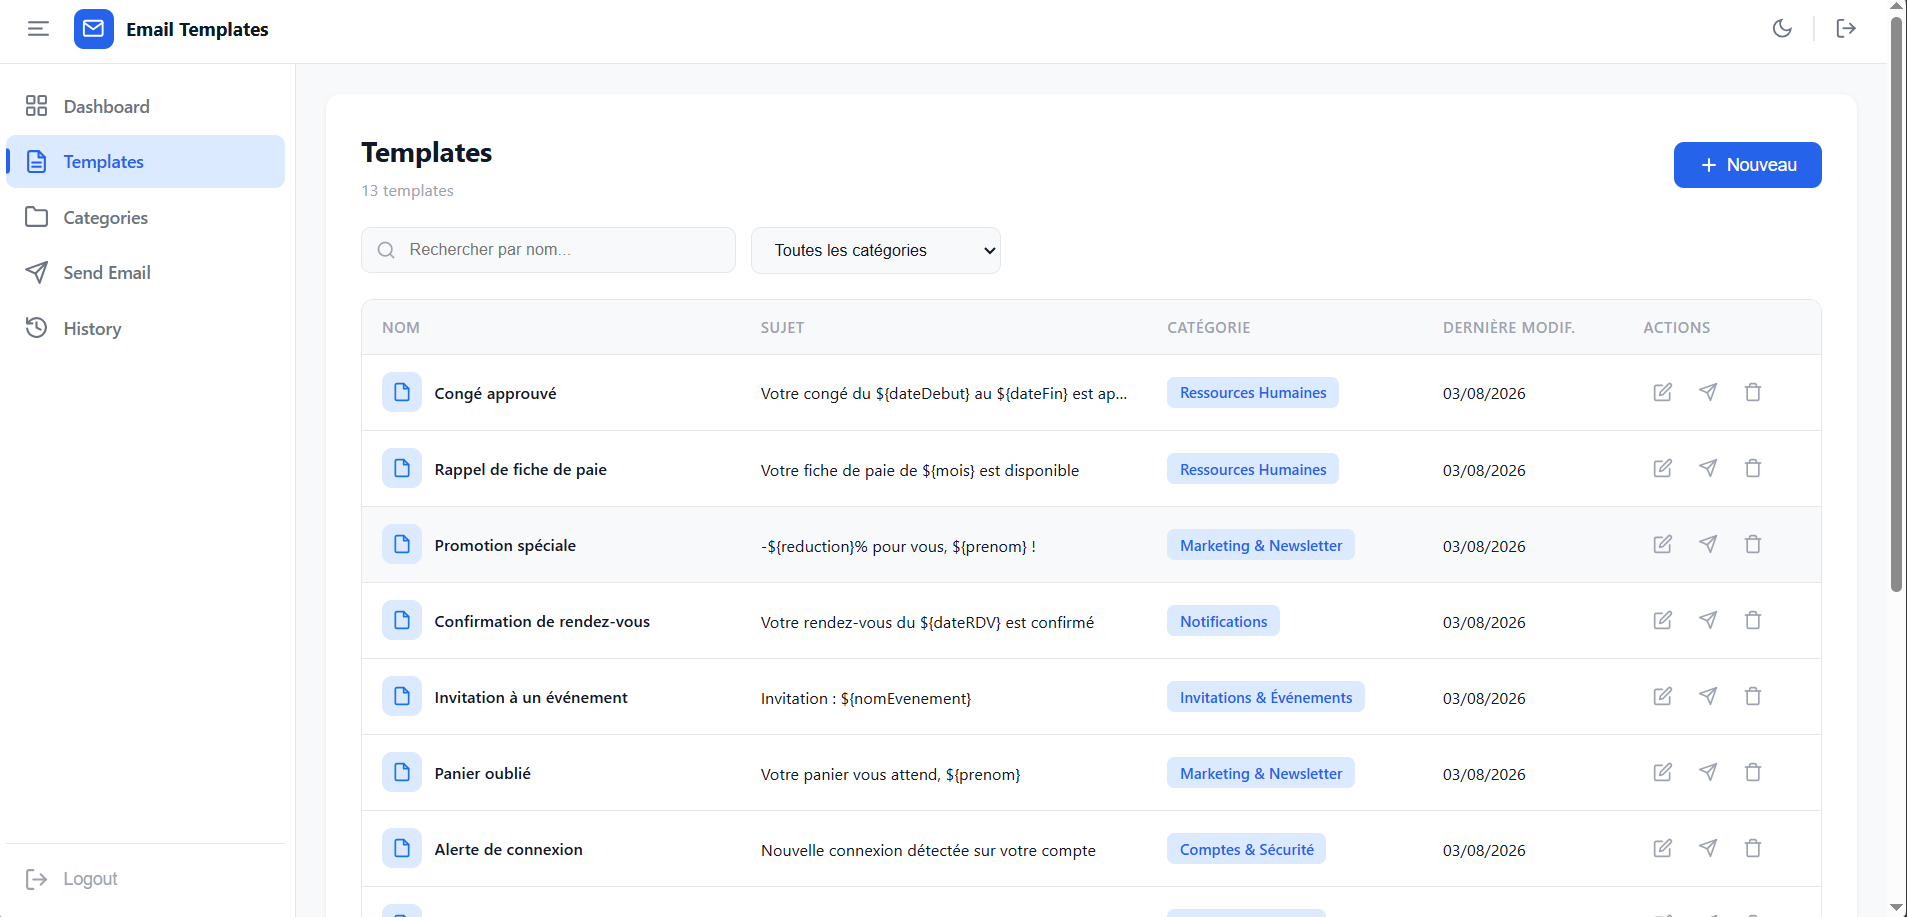 Email Templates
Dashboard
Templates
Categories
Send Email
History
Logout
Templates
13 templates
+ Nouveau
Rechercher par nom...
Toutes les catégories
NOM SUJET CATÉGORIE DERNIÈRE MODIF. ACTIONS
Congé approuvé Votre congé du ${dateDebut} au ${dateFin} est ap... Ressources Humaines 03/08/2026
Rappel de fiche de paie Votre fiche de paie de ${mois} est disponible Ressources Humaines 03/08/2026
Promotion spéciale -${reduction}% pour vous, ${prenom} ! Marketing & Newsletter 03/08/2026
Confirmation de rendez-vous Votre rendez-vous du ${dateRDV} est confirmé Notifications 03/08/2026
Invitation à un événement Invitation : ${nomEvenement} Invitations & Événements 03/08/2026
Panier oublié Votre panier vous attend, ${prenom} Marketing & Newsletter 03/08/2026
Alerte de connexion Nouvelle connexion détectée sur votre compte Comptes & Sécurité 03/08/2026